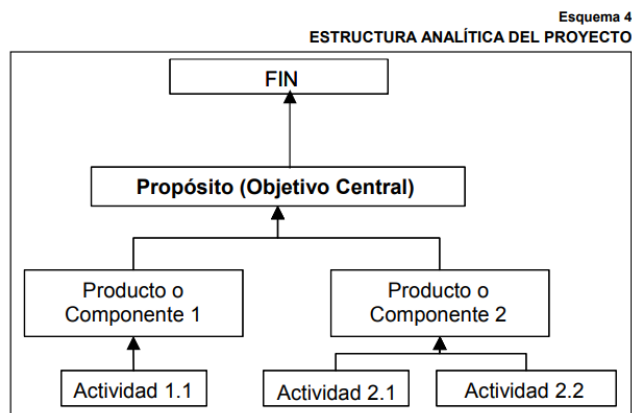 Esquema 4
ESTRUCTURA ANALÍTICA DEL PROYECTO
FIN
Propósito (Objetivo Central)
Producto o
Componente 1
Producto o
Componente 2
Actividad 1.1
Actividad 2.1
Actividad 2.2